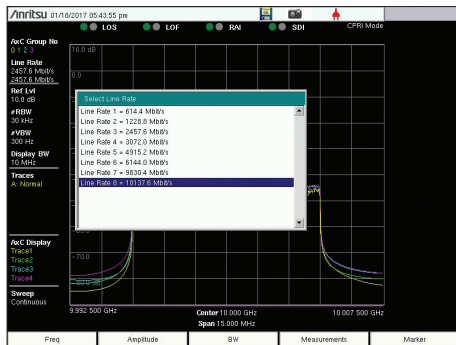 Anritsu 01/18/2017 05:43:55 pm
LOS LOF RAI SDI CPRI Mode
AxC Group No
0 1 2 3
Line Rate
2457.6 Mbit/s
2457.6 Mbit/s
Ref Lvl
10.0 dB
#RBW
30 kHz
#VBW
300 Hz
Display BW
10 MHz
Traces
A: Normal
AxC Display
Trace1
Trace2
Trace3
Trace4
Sweep
Continuous
10.0 dB
0.0
Select Line Rate
Line Rate 1 = 614.4 Mbit/s
Line Rate 2 = 1228.8 Mbit/s
Line Rate 3 = 2457.6 Mbit/s
Line Rate 4 = 3072.0 Mbit/s
Line Rate 5 = 4915.2 Mbit/s
Line Rate 6 = 6144.0 Mbit/s
Line Rate 7 = 9830.4 Mbit/s
Line Rate 8 = 10137.6 Mbit/s
-70.0
9.992 500 GHz Center 10.000 GHz 10.007 500 GHz
Span 15.000 MHz
Freq Amplitude BW Measurements Marker